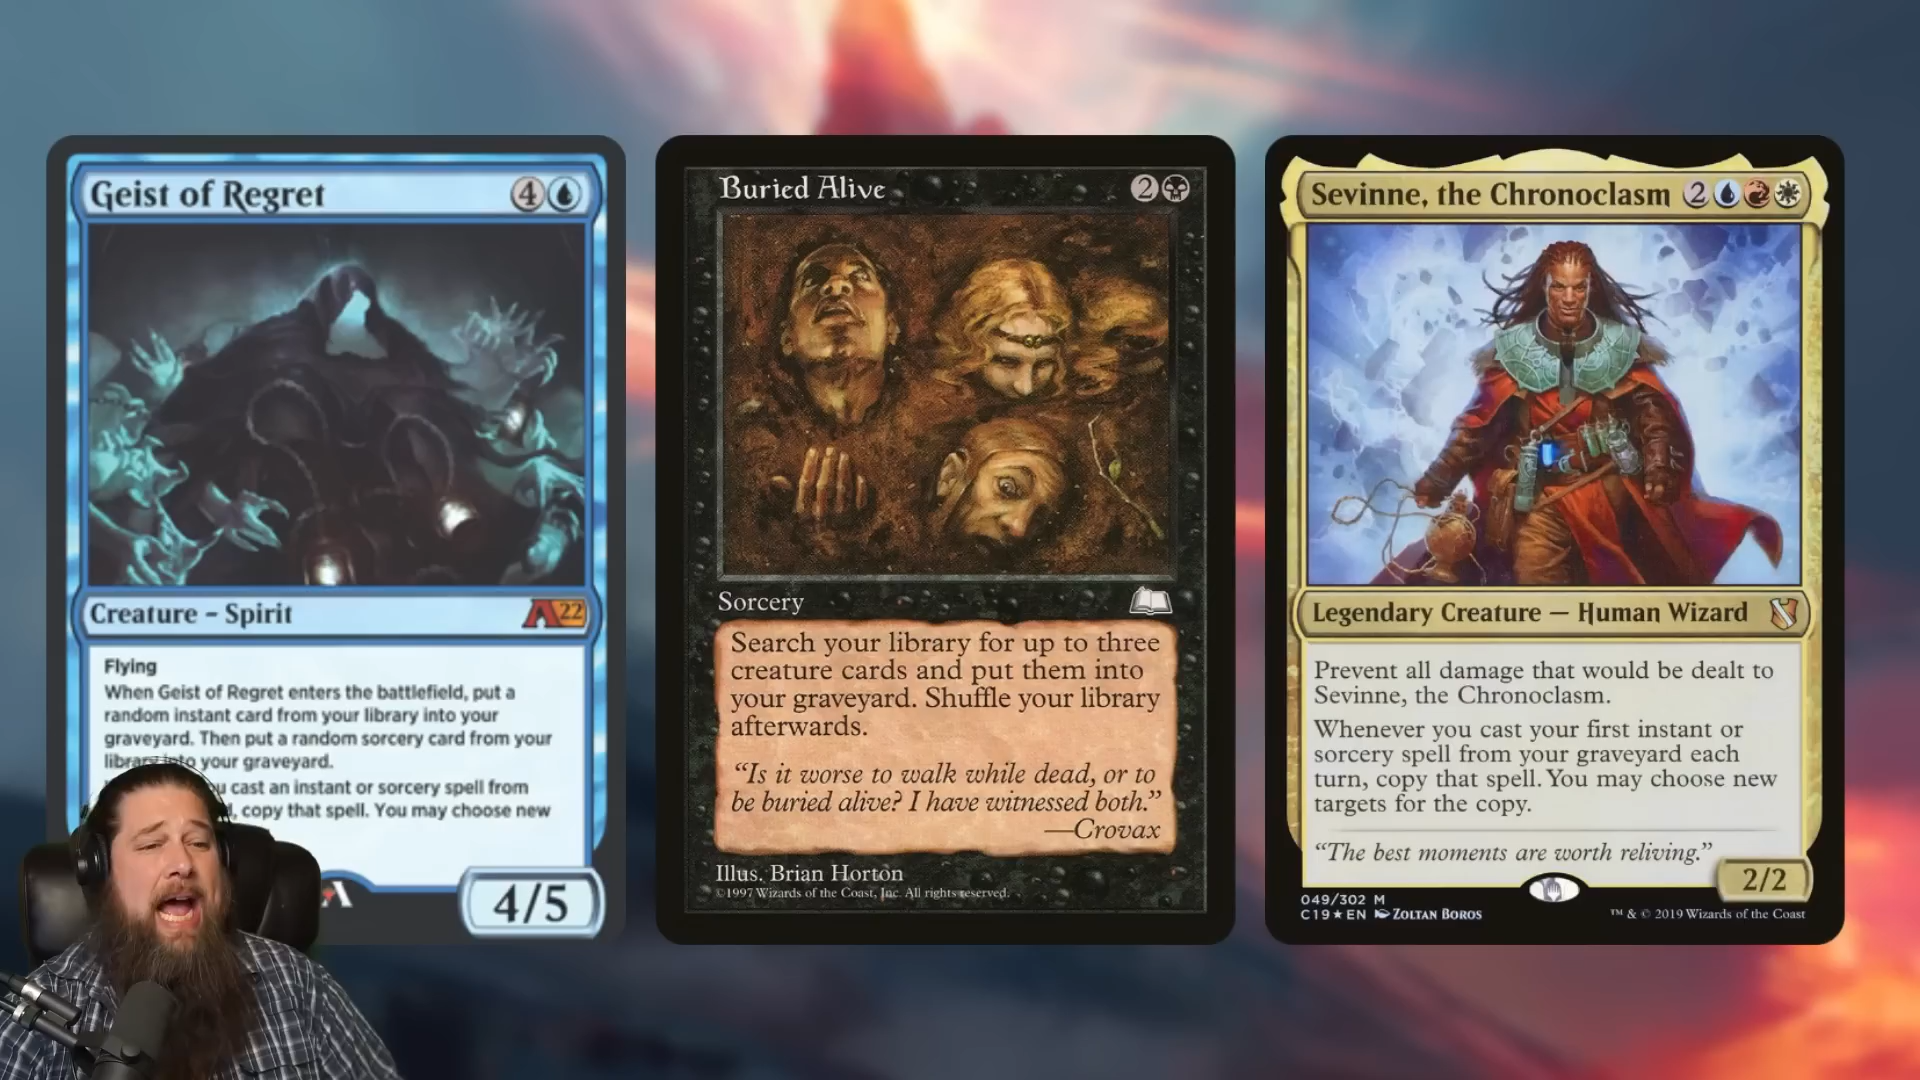 Geist of Regret 4
Creature – Spirit A22
Flying
When Geist of Regret enters the battlefield, put a
random instant card from your library into your
graveyard. Then put a random sorcery card from your
library into your graveyard.
cast an instant or sorcery spell from
, copy that spell. You may choose new
4/5
Buried Alive 2
Sorcery
Search your library for up to three
creature cards and put them into
your graveyard. Shuffle your library
afterwards.
“Is it worse to walk while dead, or to
be buried alive? I have witnessed both.”
—Crovax
Illus. Brian Horton
©1997 Wizards of the Coast, Inc. All rights reserved.
Sevinne, the Chronoclasm 2
Legendary Creature — Human Wizard
Prevent all damage that would be dealt to
Sevinne, the Chronoclasm.
Whenever you cast your first instant or
sorcery spell from your graveyard each
turn, copy that spell. You may choose new
targets for the copy.
“The best moments are worth reliving.”
2/2
049/302 M
C19★EN Zoltan Boros
™ & © 2019 Wizards of the Coast